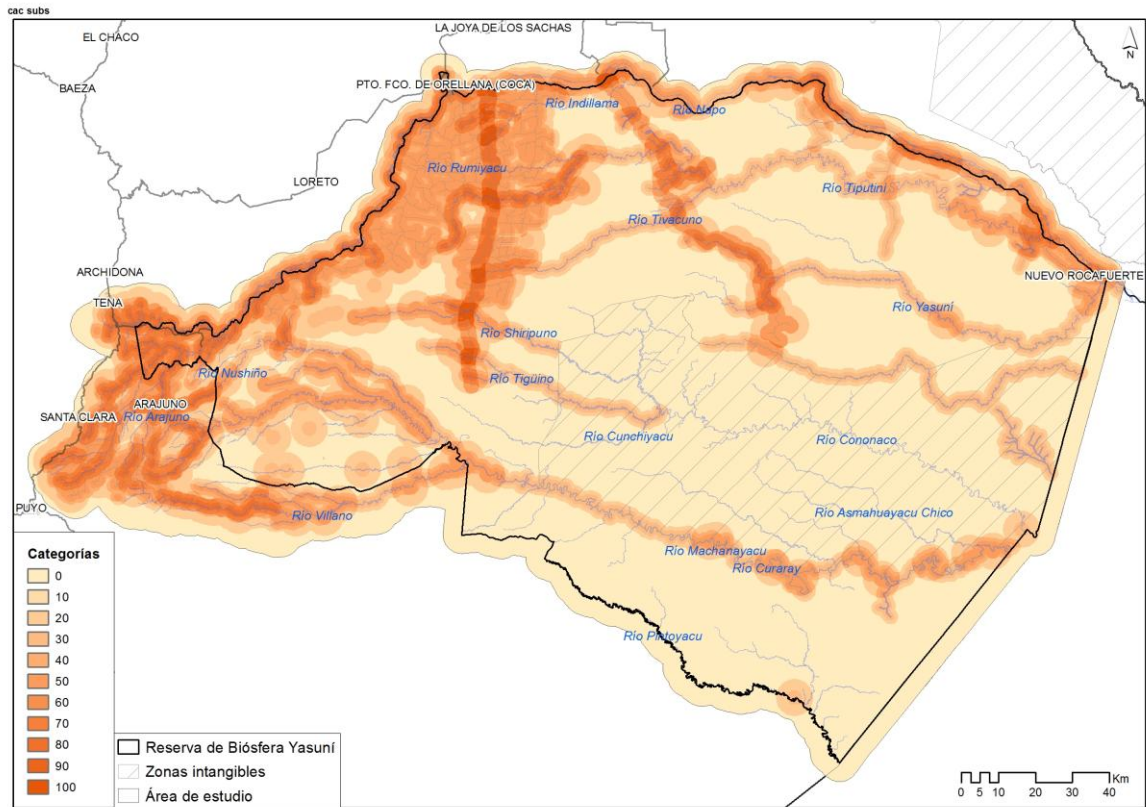 cac subs
EL CHACO
LA JOYA DE LOS SACHAS
N
BAEZA
PTO. FCO. DE ORELLANA (COCA)
Río Indillama
Río Napo
Río Rumiyacu
LORETO
Río Tiputini
Río Tivacuno
ARCHIDONA
NUEVO ROCAFUERTE
TENA
Río Yasuní
Río Shiripuno
Río Nushiño
Río Tigüino
ARAJUNO
SANTA CLARA
Río Arajuno
Río Cunchiyacu
Río Cononaco
PUYO
Río Villano
Río Asmahuayacu Chico
Río Machanayacu
Río Curaray
Río Pintoyacu
Categorías
0
10
20
30
40
50
60
70
80
90
100
Reserva de Biósfera Yasuní
Zonas intangibles
Área de estudio
Km
0 5 10 20 30 40